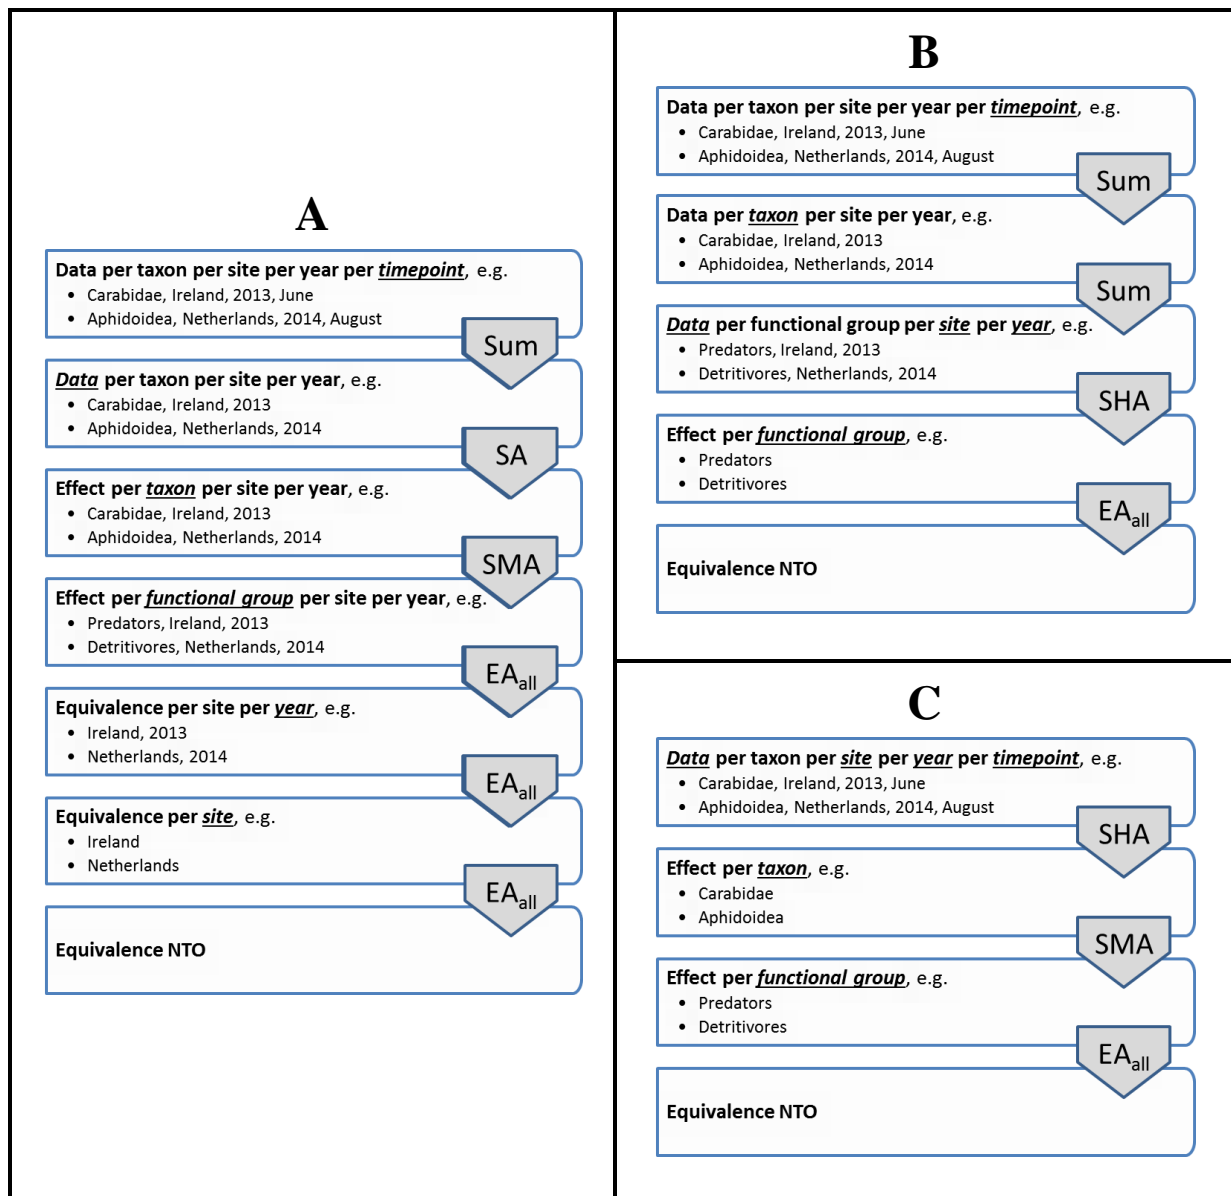 A
Data per taxon per site per year per timepoint, e.g.
• Carabidae, Ireland, 2013, June
• Aphidoidea, Netherlands, 2014, August
Sum
Data per taxon per site per year, e.g.
• Carabidae, Ireland, 2013
• Aphidoidea, Netherlands, 2014
SA
Effect per taxon per site per year, e.g.
• Carabidae, Ireland, 2013
• Aphidoidea, Netherlands, 2014
SMA
Effect per functional group per site per year, e.g.
• Predators, Ireland, 2013
• Detritivores, Netherlands, 2014
EAall
Equivalence per site per year, e.g.
• Ireland, 2013
• Netherlands, 2014
EAall
Equivalence per site, e.g.
• Ireland
• Netherlands
EAall
Equivalence NTO
B
Data per taxon per site per year per timepoint, e.g.
• Carabidae, Ireland, 2013, June
• Aphidoidea, Netherlands, 2014, August
Sum
Data per taxon per site per year, e.g.
• Carabidae, Ireland, 2013
• Aphidoidea, Netherlands, 2014
Sum
Data per functional group per site per year, e.g.
• Predators, Ireland, 2013
• Detritivores, Netherlands, 2014
SHA
Effect per functional group, e.g.
• Predators
• Detritivores
EAall
Equivalence NTO
C
Data per taxon per site per year per timepoint, e.g.
• Carabidae, Ireland, 2013, June
• Aphidoidea, Netherlands, 2014, August
SHA
Effect per taxon, e.g.
• Carabidae
• Aphidoidea
SMA
Effect per functional group, e.g.
• Predators
• Detritivores
EAall
Equivalence NTO